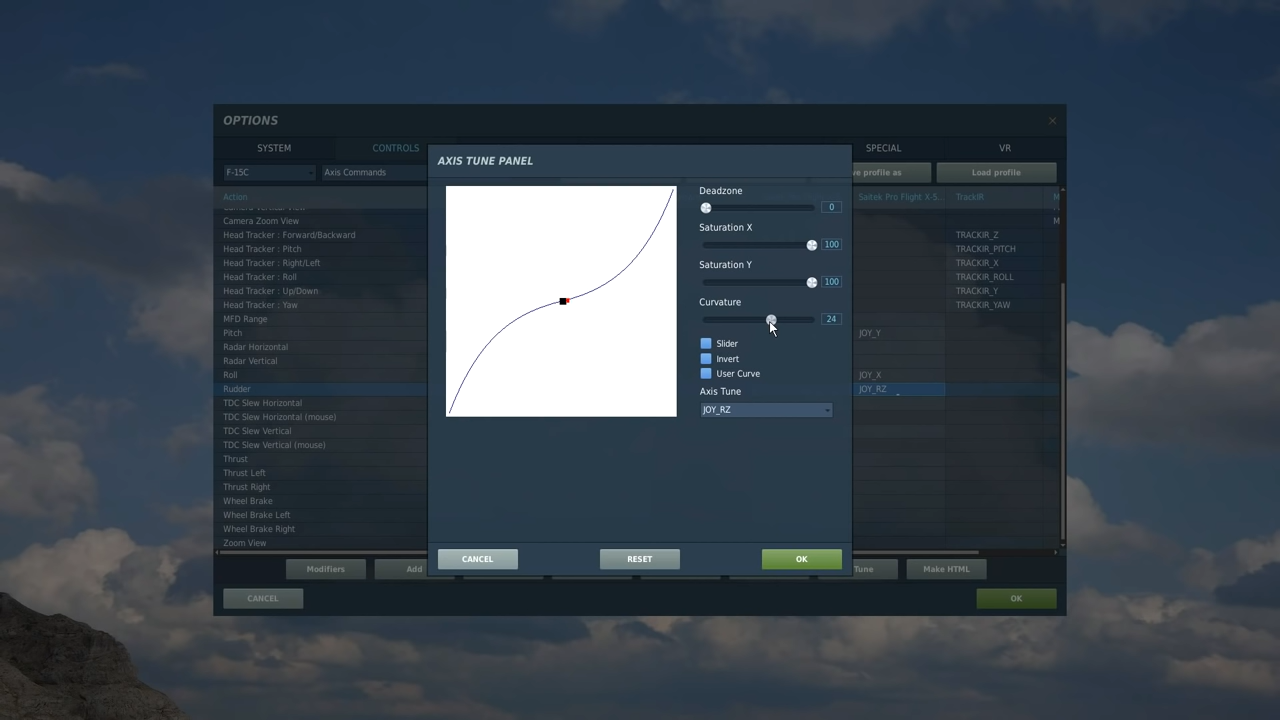 OPTIONS
SYSTEM CONTROLS SPECIAL VR
AXIS TUNE PANEL
F-15C Axis Commands ve profile as Load profile
Action Saitek Pro Flight X-5... TrackIR M
Camera Zoom View M
Head Tracker : Forward/Backward TRACKIR_Z
Head Tracker : Pitch TRACKIR_PITCH
Head Tracker : Right/Left TRACKIR_X
Head Tracker : Roll TRACKIR_ROLL
Head Tracker : Up/Down TRACKIR_Y
Head Tracker : Yaw TRACKIR_YAW
MFD Range
Pitch JOY_Y
Radar Horizontal
Radar Vertical
Roll JOY_X
Rudder JOY_RZ
TDC Slew Horizontal
TDC Slew Horizontal (mouse)
TDC Slew Vertical
TDC Slew Vertical (mouse)
Thrust
Thrust Left
Thrust Right
Wheel Brake
Wheel Brake Left
Wheel Brake Right
Zoom View
Deadzone
0
Saturation X
100
Saturation Y
100
Curvature
24
Slider
Invert
User Curve
Axis Tune
JOY_RZ
CANCEL RESET OK
Modifiers Add Tune Make HTML
CANCEL OK